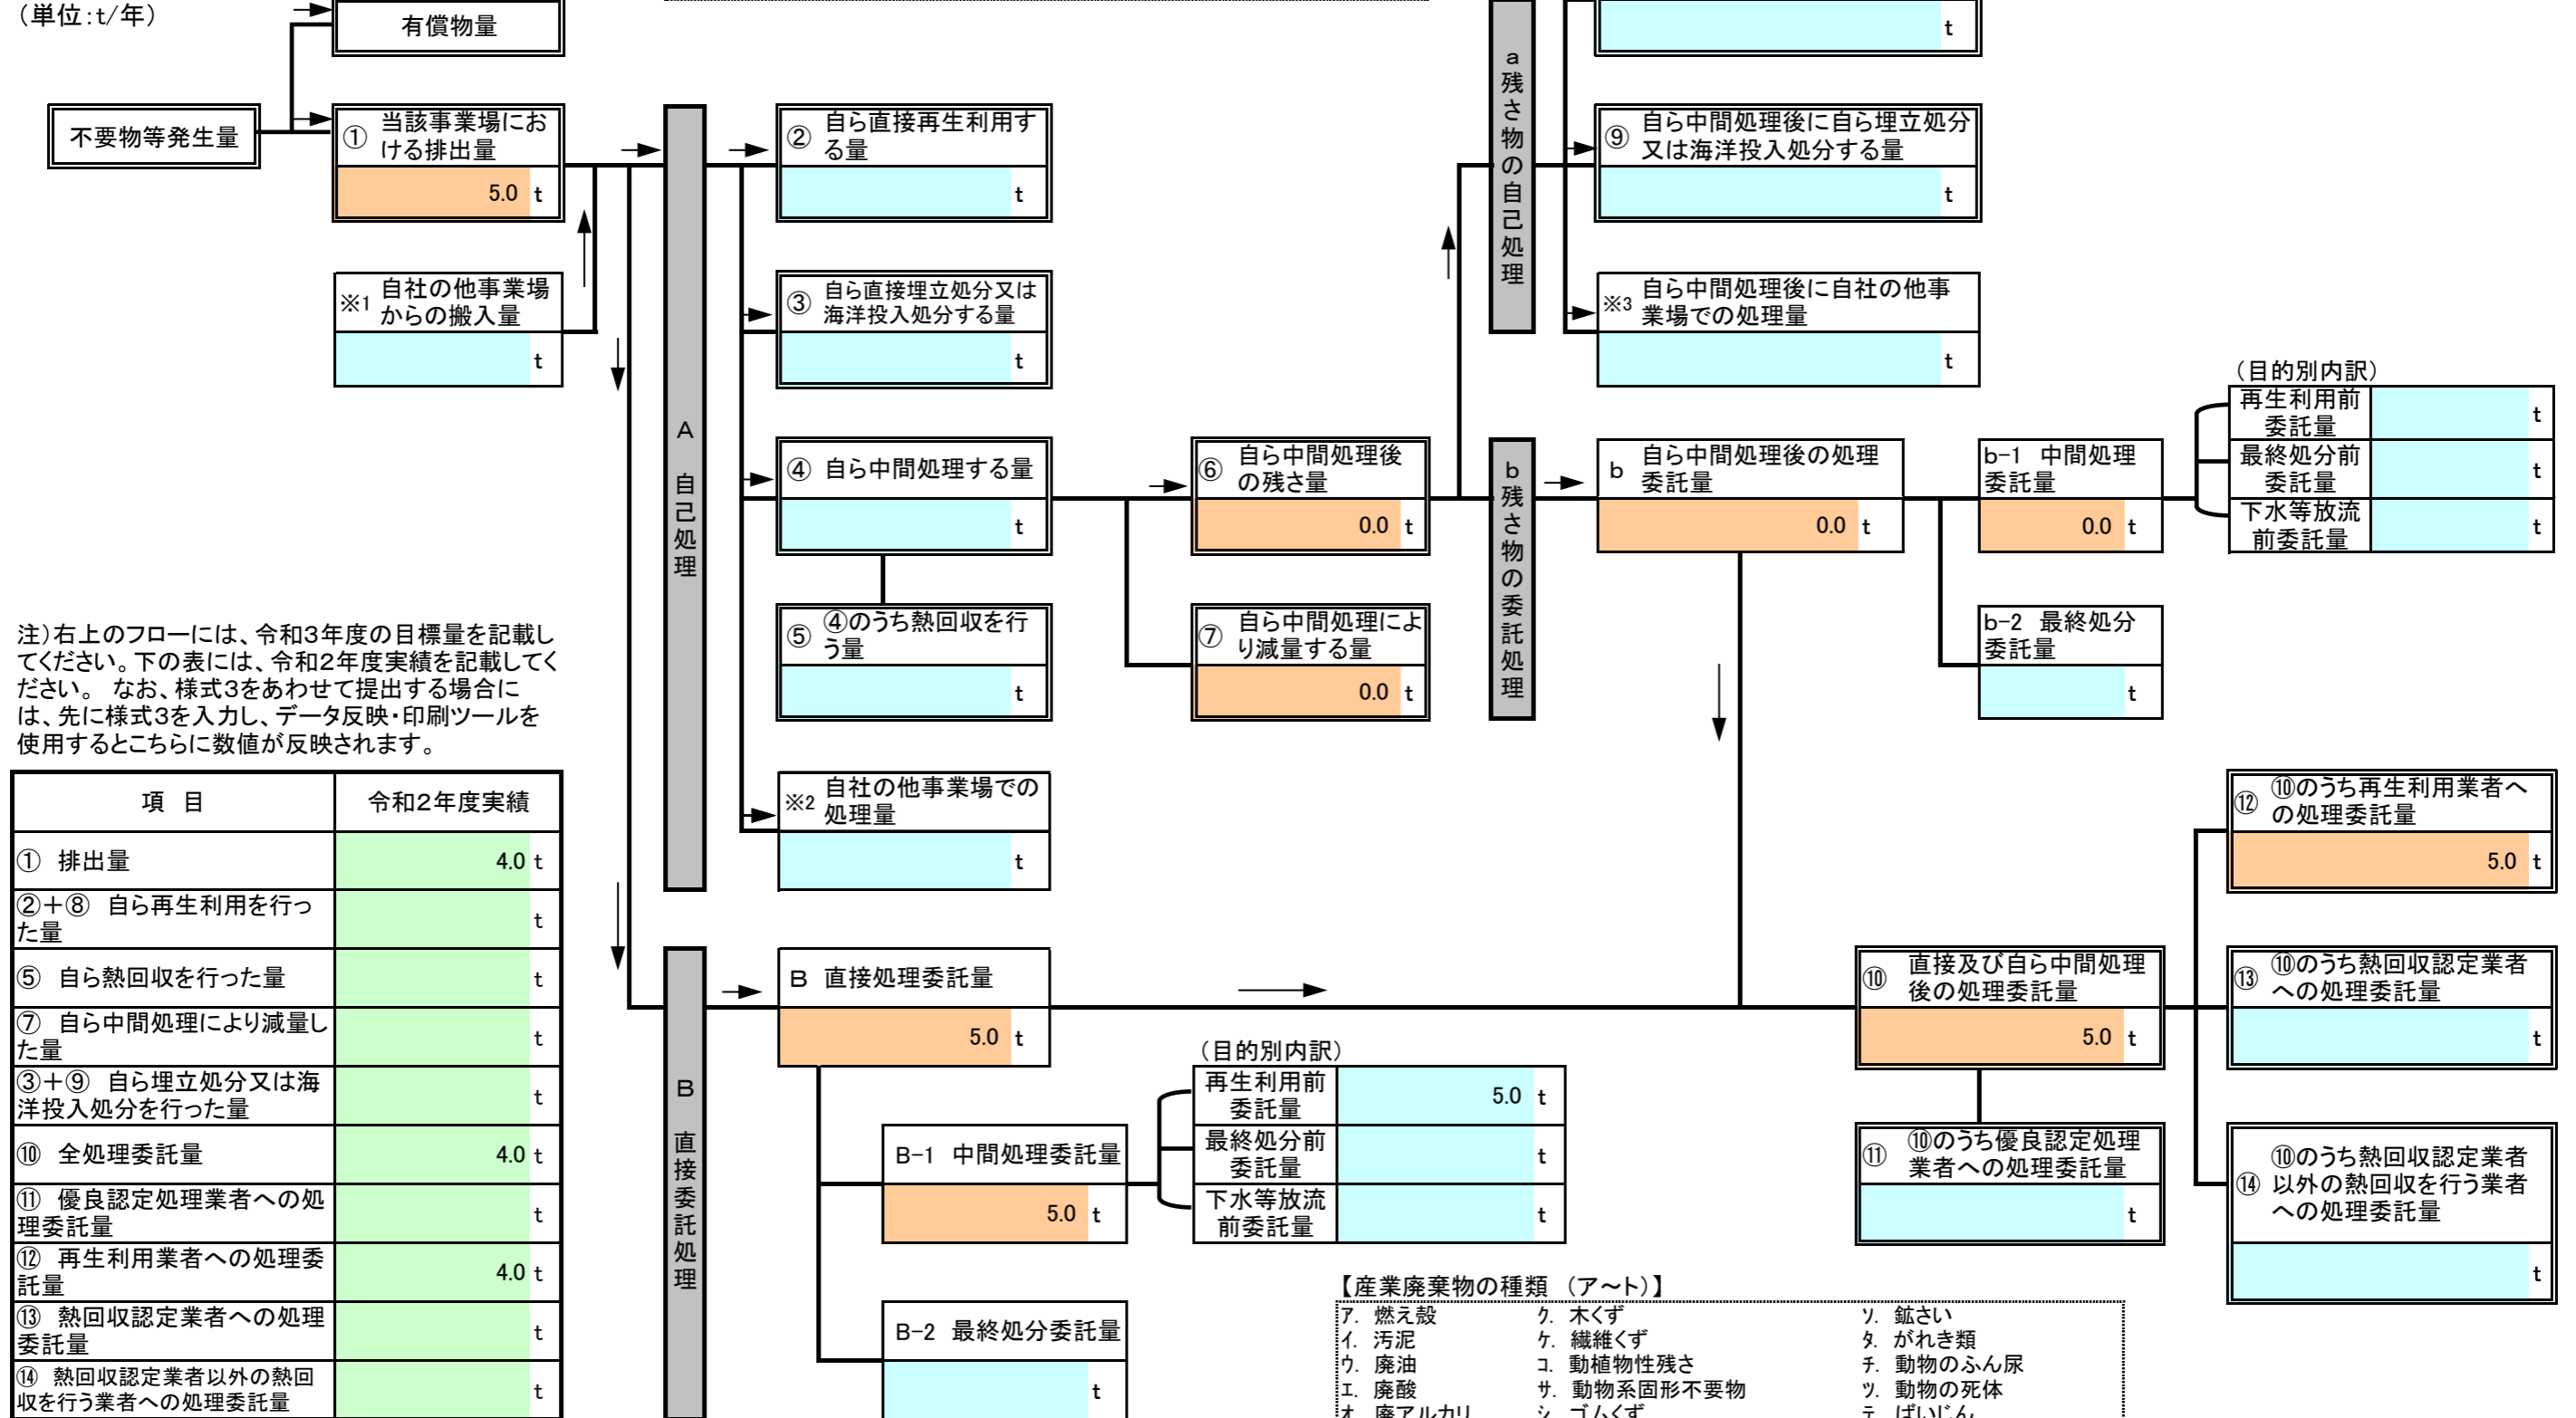 (単位:t/年)
有償物量
t
不要物等発生量
① 当該事業場にお
ける排出量
5.0 t
※1 自社の他事業場
からの搬入量
t
A 自己処理
② 自ら直接再生利用す
る量
t
③ 自ら直接埋立処分又は
海洋投入処分する量
t
④ 自ら中間処理する量
t
⑤ ④のうち熱回収を行
う量
t
※2 自社の他事業場での
処理量
t
⑥ 自ら中間処理後
の残さ量
0.0 t
⑦ 自ら中間処理によ
り減量する量
0.0 t
a 残さ物の自己処理
⑨ 自ら中間処理後に自ら埋立処分
又は海洋投入処分する量
t
※3 自ら中間処理後に自社の他事
業場での処理量
t
b 残さ物の委託処理
b 自ら中間処理後の処理
委託量
0.0 t
b-1 中間処理
委託量
0.0 t
b-2 最終処分
委託量
t
(目的別内訳)
再生利用前
委託量
t
最終処分前
委託量
t
下水等放流
前委託量
t
注)右上のフローには、令和3年度の目標量を記載し
てください。下の表には、令和2年度実績を記載してく
ださい。 なお、様式3をあわせて提出する場合に
は、先に様式3を入力し、データ反映・印刷ツールを
使用するとこちらに数値が反映されます。
項 目 令和2年度実績
① 排出量 4.0 t
②+⑧ 自ら再生利用を行っ
た量
t
⑤ 自ら熱回収を行った量 t
⑦ 自ら中間処理により減量し
た量
t
③+⑨ 自ら埋立処分又は海
洋投入処分を行った量
t
⑩ 全処理委託量 4.0 t
⑪ 優良認定処理業者への処
理委託量
t
⑫ 再生利用業者への処理委
託量
4.0 t
⑬ 熱回収認定業者への処理
委託量
t
⑭ 熱回収認定業者以外の熱回
収を行う業者への処理委託量
t
B 直接委託処理
B 直接処理委託量
5.0 t
B-1 中間処理委託量
5.0 t
B-2 最終処分委託量
t
(目的別内訳)
再生利用前
委託量
5.0 t
最終処分前
委託量
t
下水等放流
前委託量
t
⑩ 直接及び自ら中間処理
後の処理委託量
5.0 t
⑪ ⑩のうち優良認定処理
業者への処理委託量
t
⑫ ⑩のうち再生利用業者へ
の処理委託量
5.0 t
⑬ ⑩のうち熱回収認定業者
への処理委託量
t
⑭ ⑩のうち熱回収認定業者
以外の熱回収を行う業者
への処理委託量
t
【産業廃棄物の種類 (ア~ト)】
ア. 燃え殻 ク. 木くず ソ. 鉱さい
イ. 汚泥 ケ. 繊維くず タ. がれき類
ウ. 廃油 コ. 動植物性残さ チ. 動物のふん尿
エ. 廃酸 サ. 動物系固形不要物 ツ. 動物の死体
オ. 廃アルカリ シ. ゴムくず テ. ばいじん